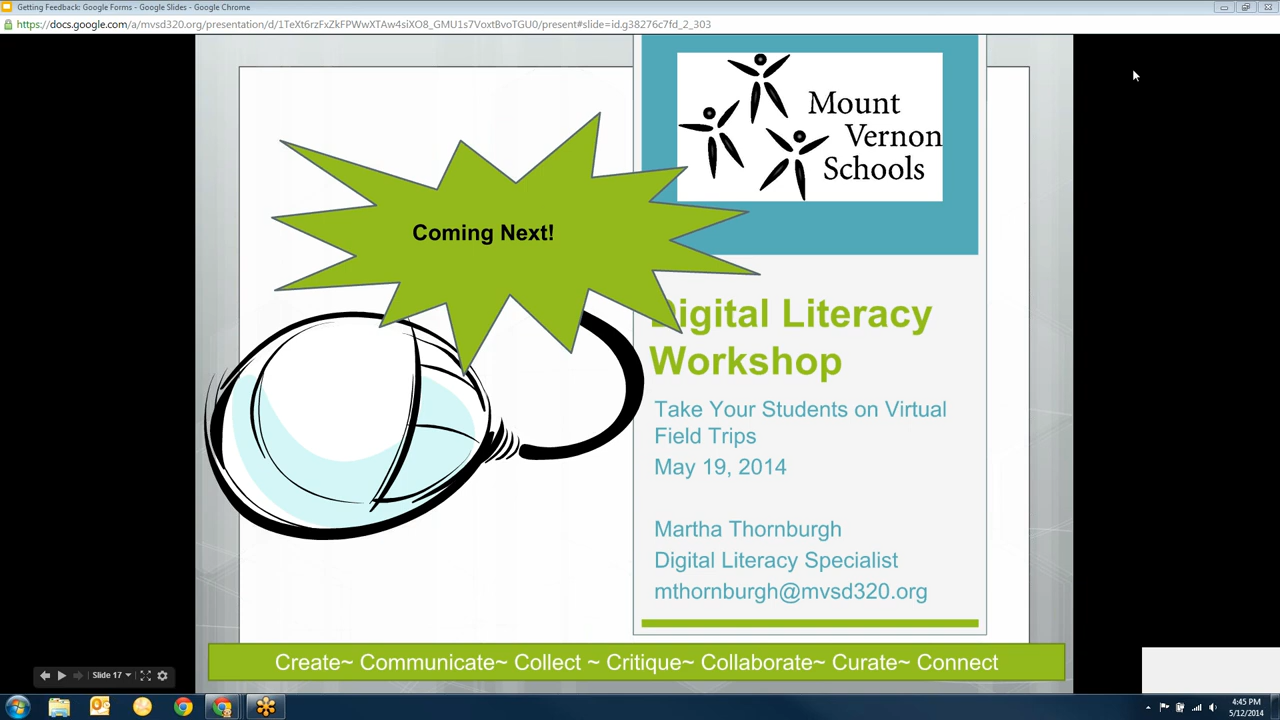 Getting Feedback: Google Forms - Google Slides - Google Chrome
https://docs.google.com/a/mvsd320.org/presentation/d/1TeXt6rzFxZkFPWwXTAw4siXO8_GMU1s7VoxtBvoTGU0/present#slide=id.g38276c7fd_2_303
Mount
Vernon
Schools
Coming Next!
Digital Literacy
Workshop
Take Your Students on Virtual
Field Trips
May 19, 2014
Martha Thornburgh
Digital Literacy Specialist
mthornburgh@mvsd320.org
Create~ Communicate~ Collect ~ Critique~ Collaborate~ Curate~ Connect
Slide 17
4:45 PM
5/12/2014